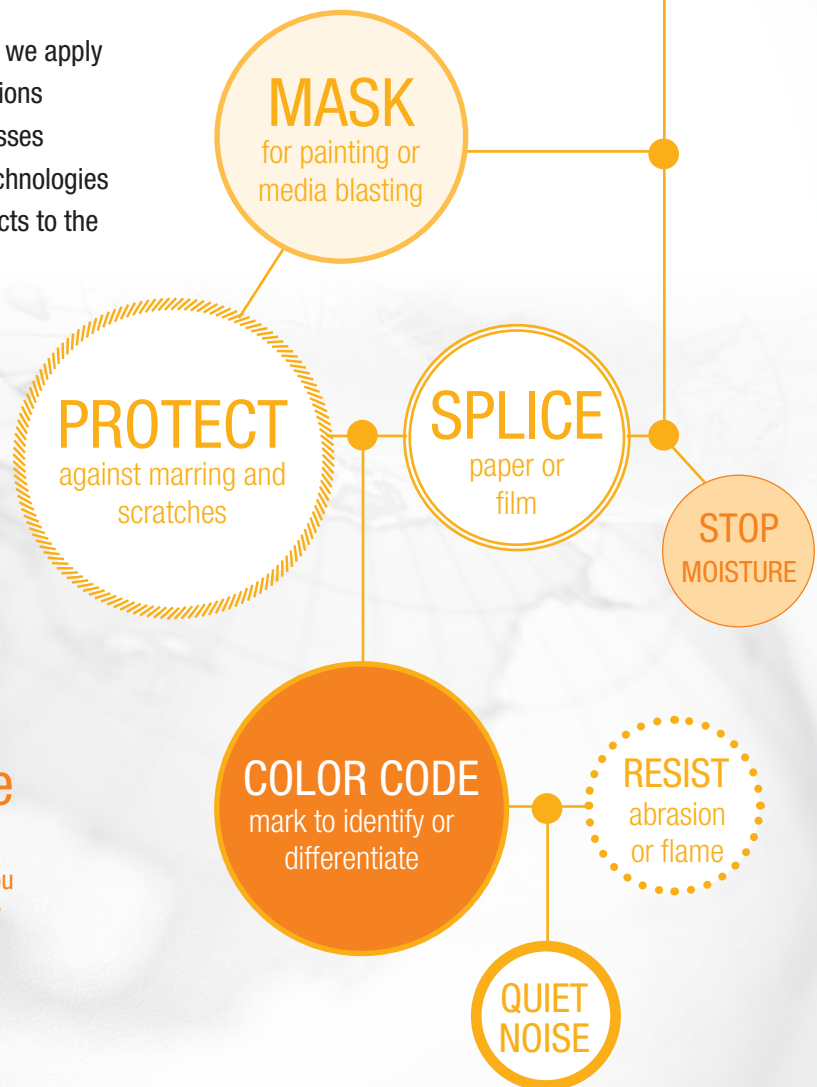 we apply
ions
sses
chnologies
cts to the
MASK
for painting or
media blasting
PROTECT
against marring and
scratches
SPLICE
paper or
film
STOP
MOISTURE
COLOR CODE
mark to identify or
differentiate
RESIST
abrasion
or flame
QUIET
NOISE
e
ou